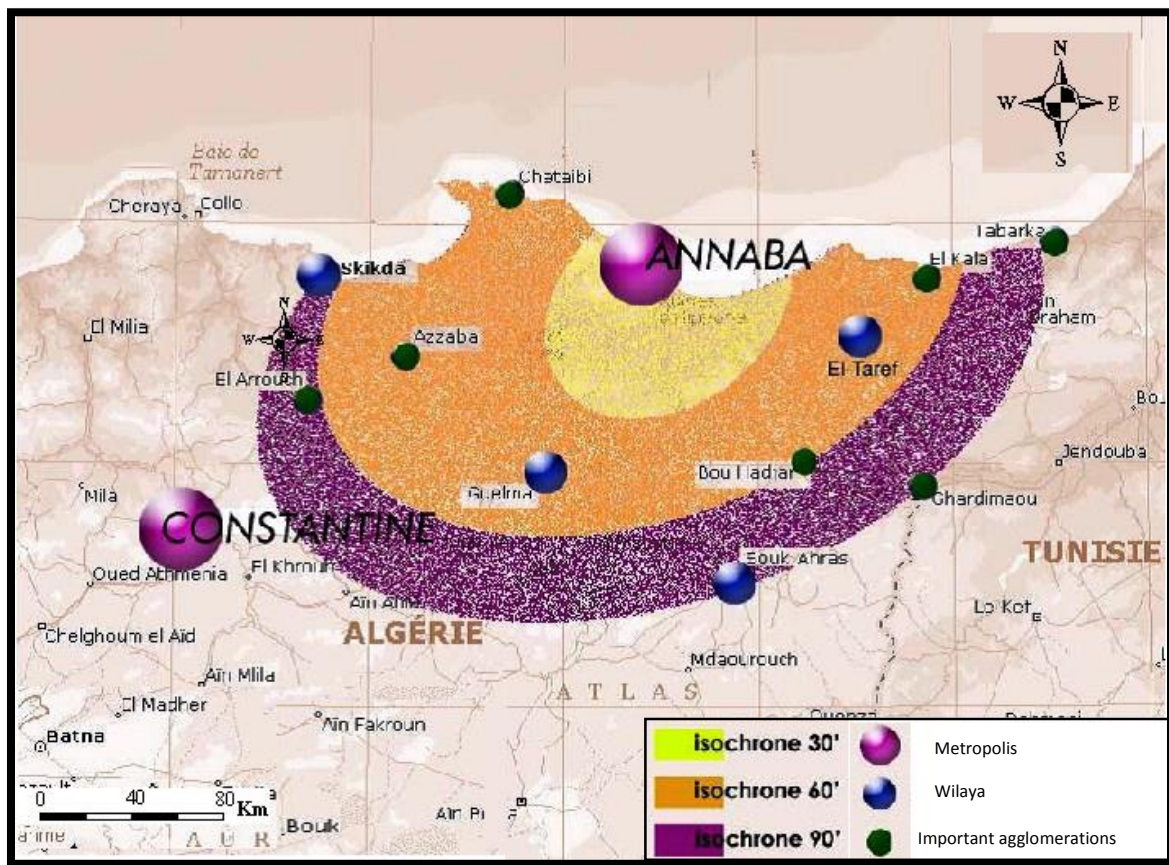 N
W E
S
Baie de
Tamanert
Cheraya
Collo
Chetaibi
Tabarka
ANNABA
El Kala
Skikda
N
W E
S
El Milia
Azzaba
El Taref
El Arrouch
Jendouba
Mila
Guelma
Bou Hadjar
Ghardimaou
CONSTANTINE
TUNISIE
Oued Athmenia
Souk Ahras
Le Kef
Chelghoum el Aïd
ALGÉRIE
Aïn Mlila
Mdaourouch
ATLAS
El Madher
Aïn Fakroun
Batna
isochrone 30'
Metropolis
isochrone 60'
Wilaya
isochrone 90'
Important agglomerations
0 40 80 Km
Bouk
A U R